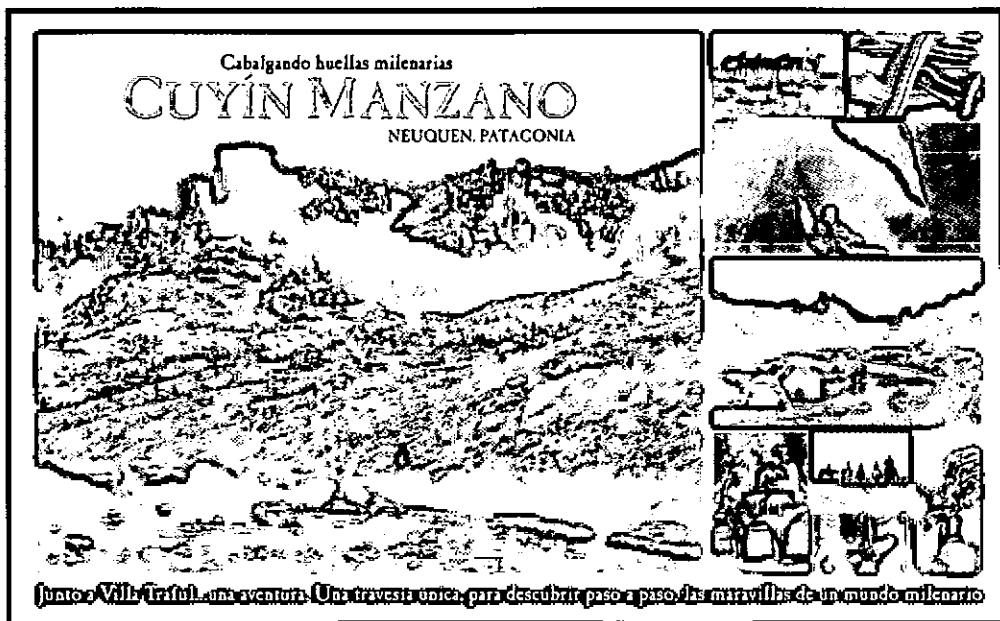 Cabalgando huellas milenarias
CUYÍN MANZANO
NEUQUEN, PATAGONIA
Junto a Villa Traful... una aventura. Una travesía única, para descubrir paso a paso, las maravillas de un mundo milenario.